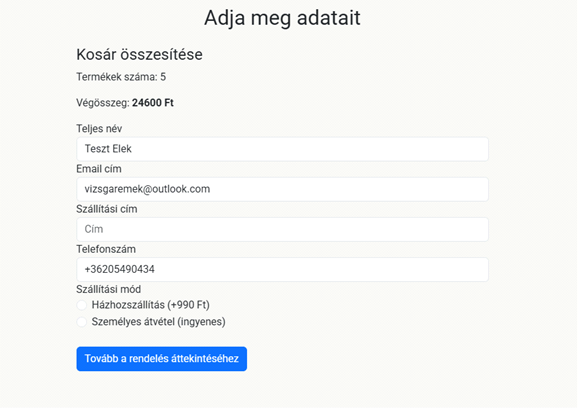 Adja meg adatait
Kosár összesítése
Termékek száma: 5
Végösszeg: 24600 Ft
Teljes név
Teszt Elek
Email cím
vizsgaremek@outlook.com
Szállítási cím
Cím
Telefonszám
+36205490434
Szállítási mód
Házhozszállítás (+990 Ft)
Személyes átvétel (ingyenes)
Tovább a rendelés áttekintéséhez